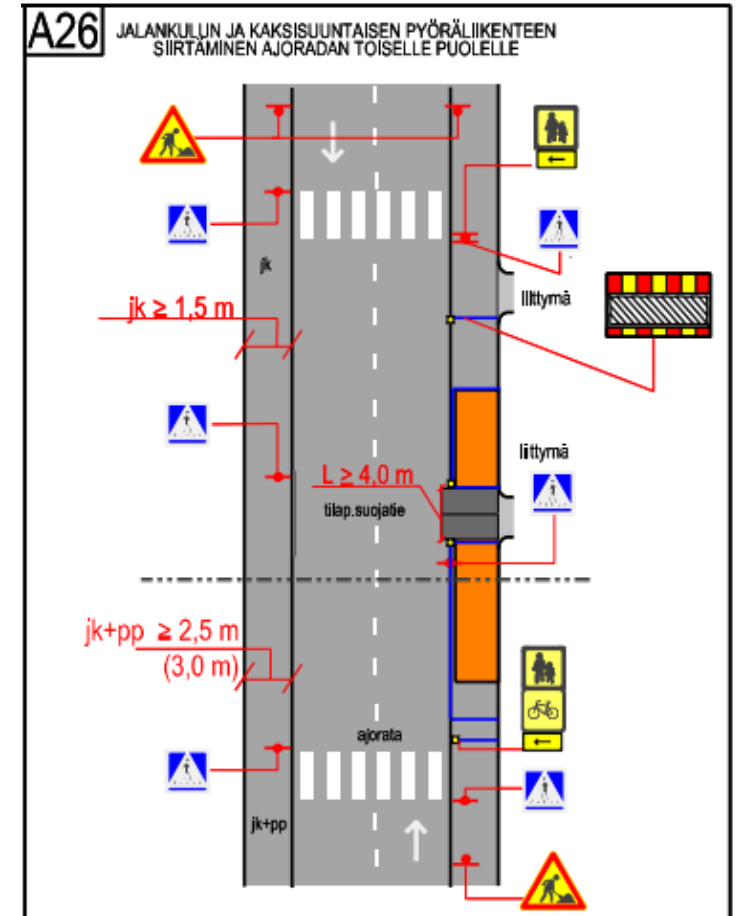 A26
JALANKULUN JA KAKSISUUNTAISEN PYÖRÄLIIKENTEEN
SIIRTÄMINEN AJORADAN TOISELLE PUOLELLE
jk
liittymä
jk ≥ 1,5 m
liittymä
L ≥ 4,0 m
tilap.suojatie
jk+pp ≥ 2,5 m
(3,0 m)
ajorata
jk+pp